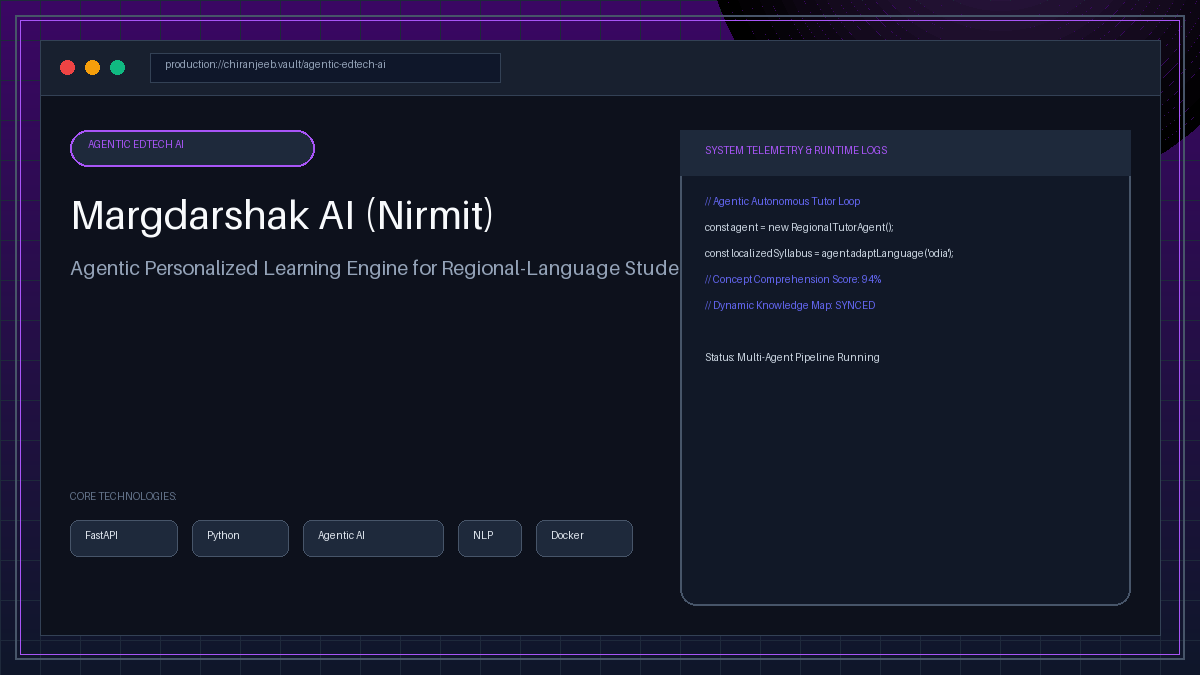 production://chiranjeeb.vault/agentic-edtech-ai
AGENTIC EDTECH AI
Margdarshak AI (Nirmit)
Agentic Personalized Learning Engine for Regional-Language Stude
CORE TECHNOLOGIES:
FastAPI
Python
Agentic AI
NLP
Docker
SYSTEM TELEMETRY & RUNTIME LOGS
// Agentic Autonomous Tutor Loop
const agent = new RegionalTutorAgent();
const localizedSyllabus = agent.adaptLanguage('odia');
// Concept Comprehension Score: 94%
// Dynamic Knowledge Map: SYNCED
Status: Multi-Agent Pipeline Running